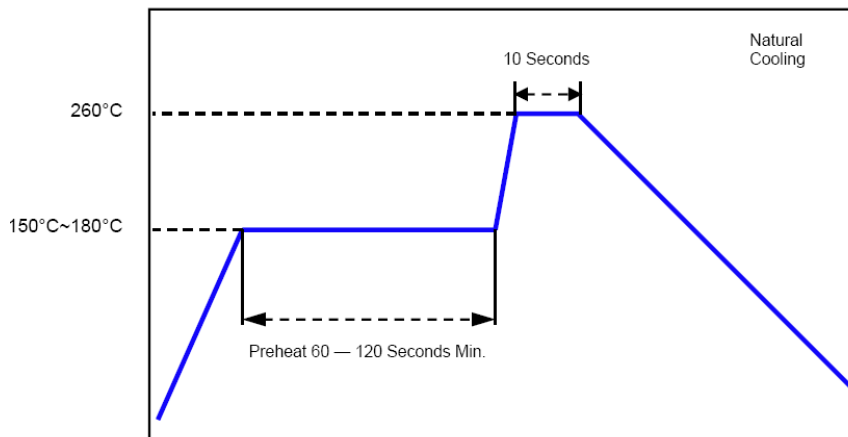 Natural
Cooling
10 Seconds
260°C
150°C~180°C
Preheat 60 — 120 Seconds Min.